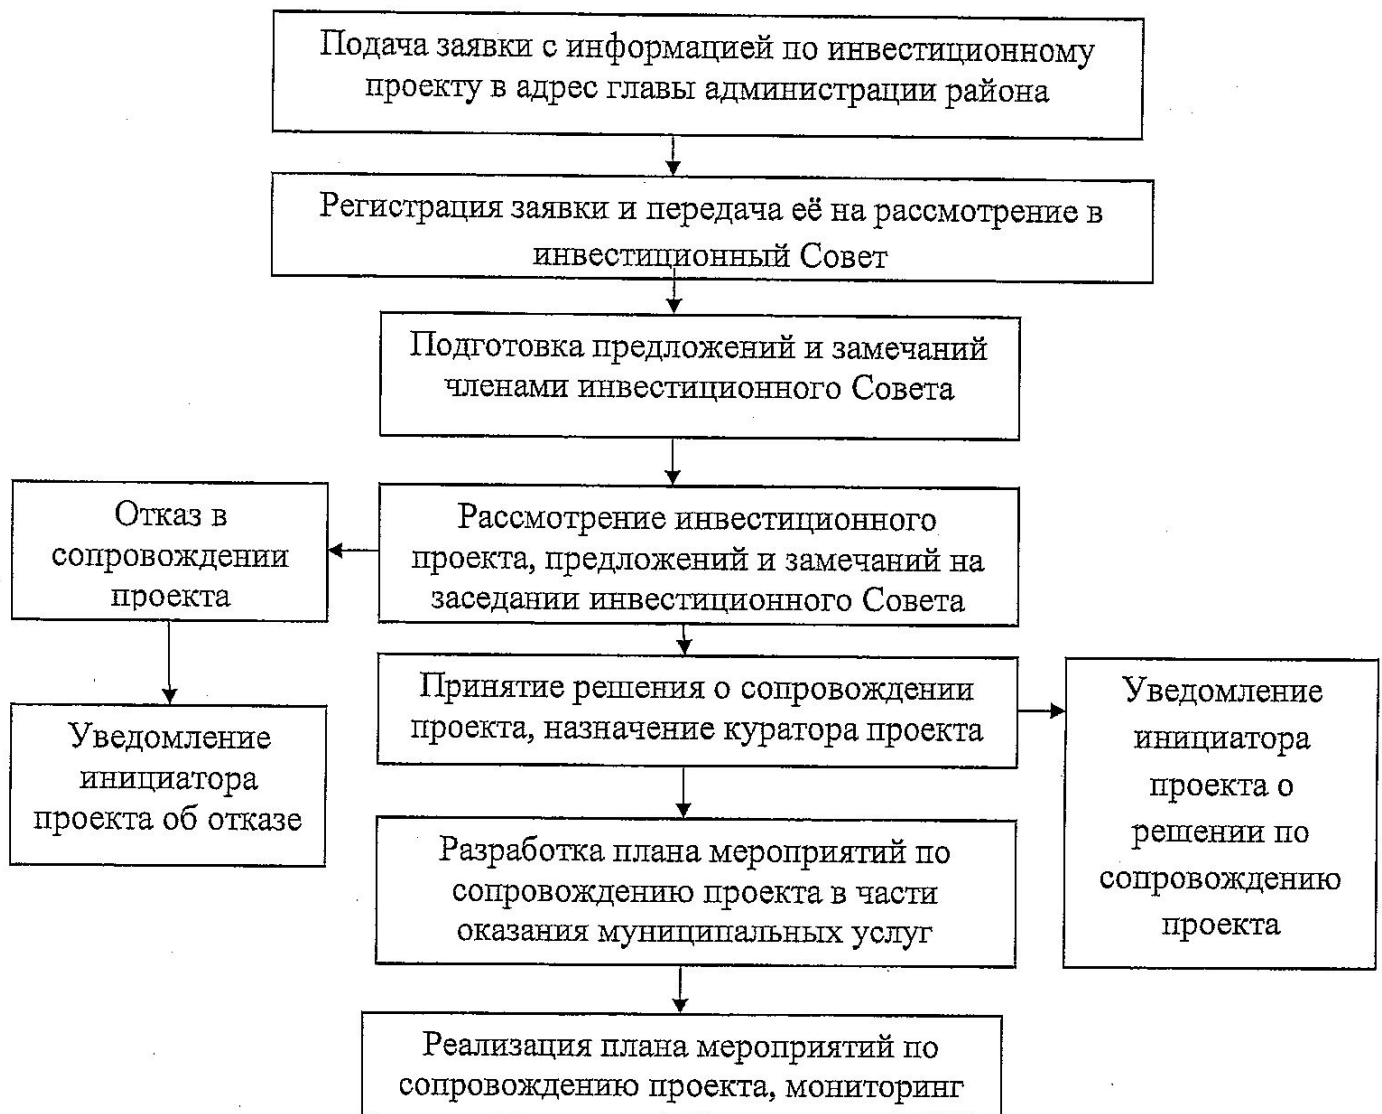 Подача заявки с информацией по инвестиционному
проекту в адрес главы администрации района
Регистрация заявки и передача её на рассмотрение в
инвестиционный Совет
Подготовка предложений и замечаний
членами инвестиционного Совета
Отказ в
сопровождении
проекта
Рассмотрение инвестиционного
проекта, предложений и замечаний на
заседании инвестиционного Совета
Уведомление
инициатора
проекта об отказе
Принятие решения о сопровождении
проекта, назначение куратора проекта
Уведомление
инициатора
проекта о
решении по
сопровождению
проекта
Разработка плана мероприятий по
сопровождению проекта в части
оказания муниципальных услуг
Реализация плана мероприятий по
сопровождению проекта, мониторинг